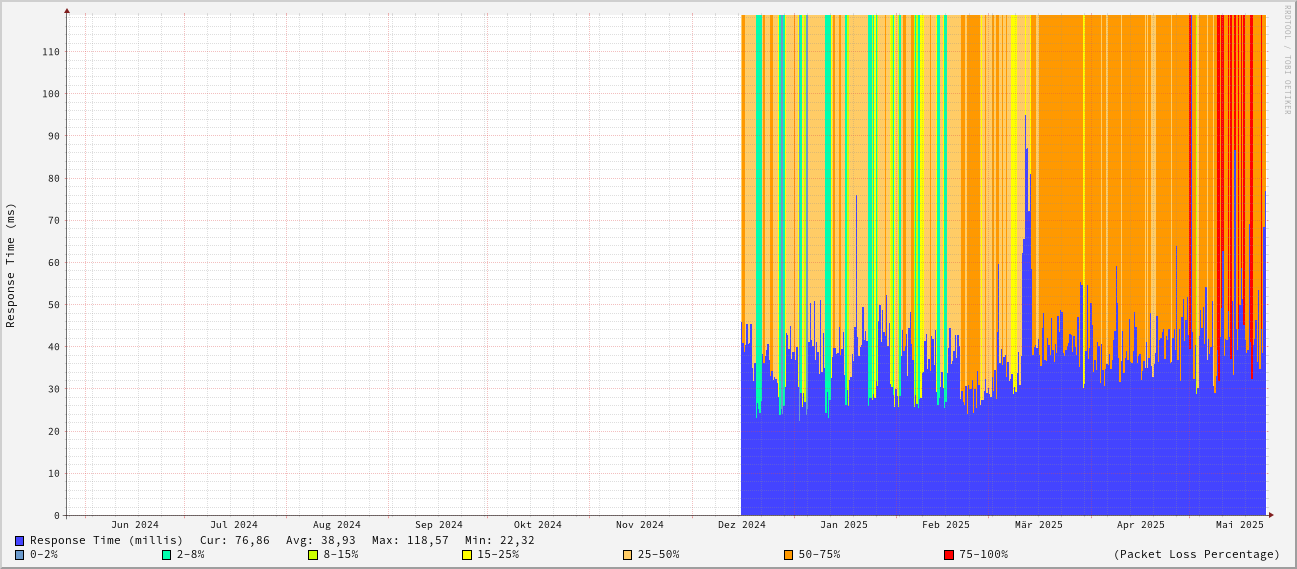 RRDTOOL / TOBI OETIKER
Response Time (ms)
110
100
90
80
70
60
50
40
30
20
10
0
Jun 2024 Jul 2024 Aug 2024 Sep 2024 Okt 2024 Nov 2024 Dez 2024 Jan 2025 Feb 2025 Mär 2025 Apr 2025 Mai 2025
Response Time (millis) Cur: 76,86 Avg: 38,93 Max: 118,57 Min: 22,32
0-2% 2-8% 8-15% 15-25% 25-50% 50-75% 75-100% (Packet Loss Percentage)